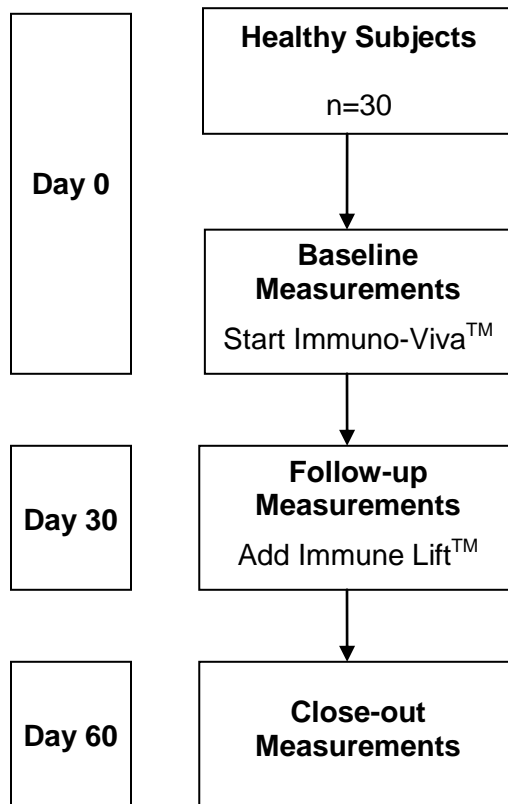 Healthy Subjects
n=30
Day 0
Baseline
Measurements
Start Immuno-Viva™
Day 30
Follow-up
Measurements
Add Immune Lift™
Day 60
Close-out
Measurements